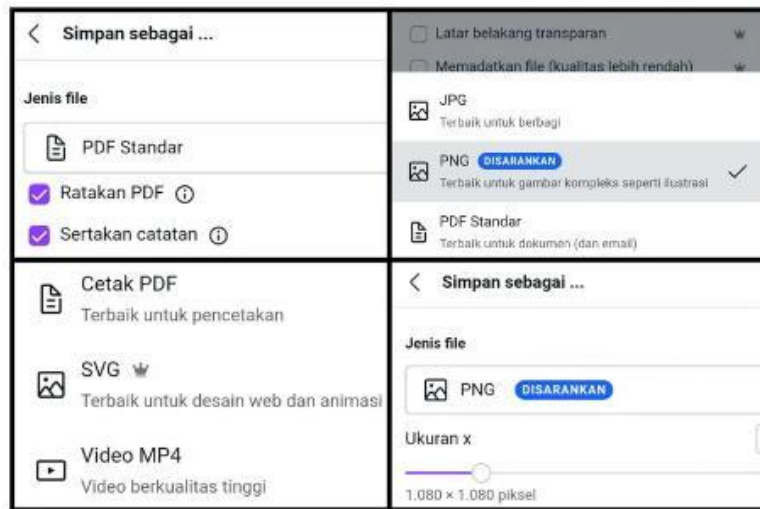 Simpan sebagai ...
Jenis file
PDF Standar
Ratakan PDF
Sertakan catatan
Latar belakang transparan
Memadatkan file (kualitas lebih rendah)
JPG
Terbaik untuk berbagi
PNG DISARANKAN
Terbaik untuk gambar kompleks seperti ilustrasi
PDF Standar
Terbaik untuk dokumen (dan email)
Cetak PDF
Terbaik untuk pencetakan
SVG
Terbaik untuk desain web dan animasi
Video MP4
Video berkualitas tinggi
Simpan sebagai ...
Jenis file
PNG DISARANKAN
Ukuran x
1.080 × 1.080 piksel